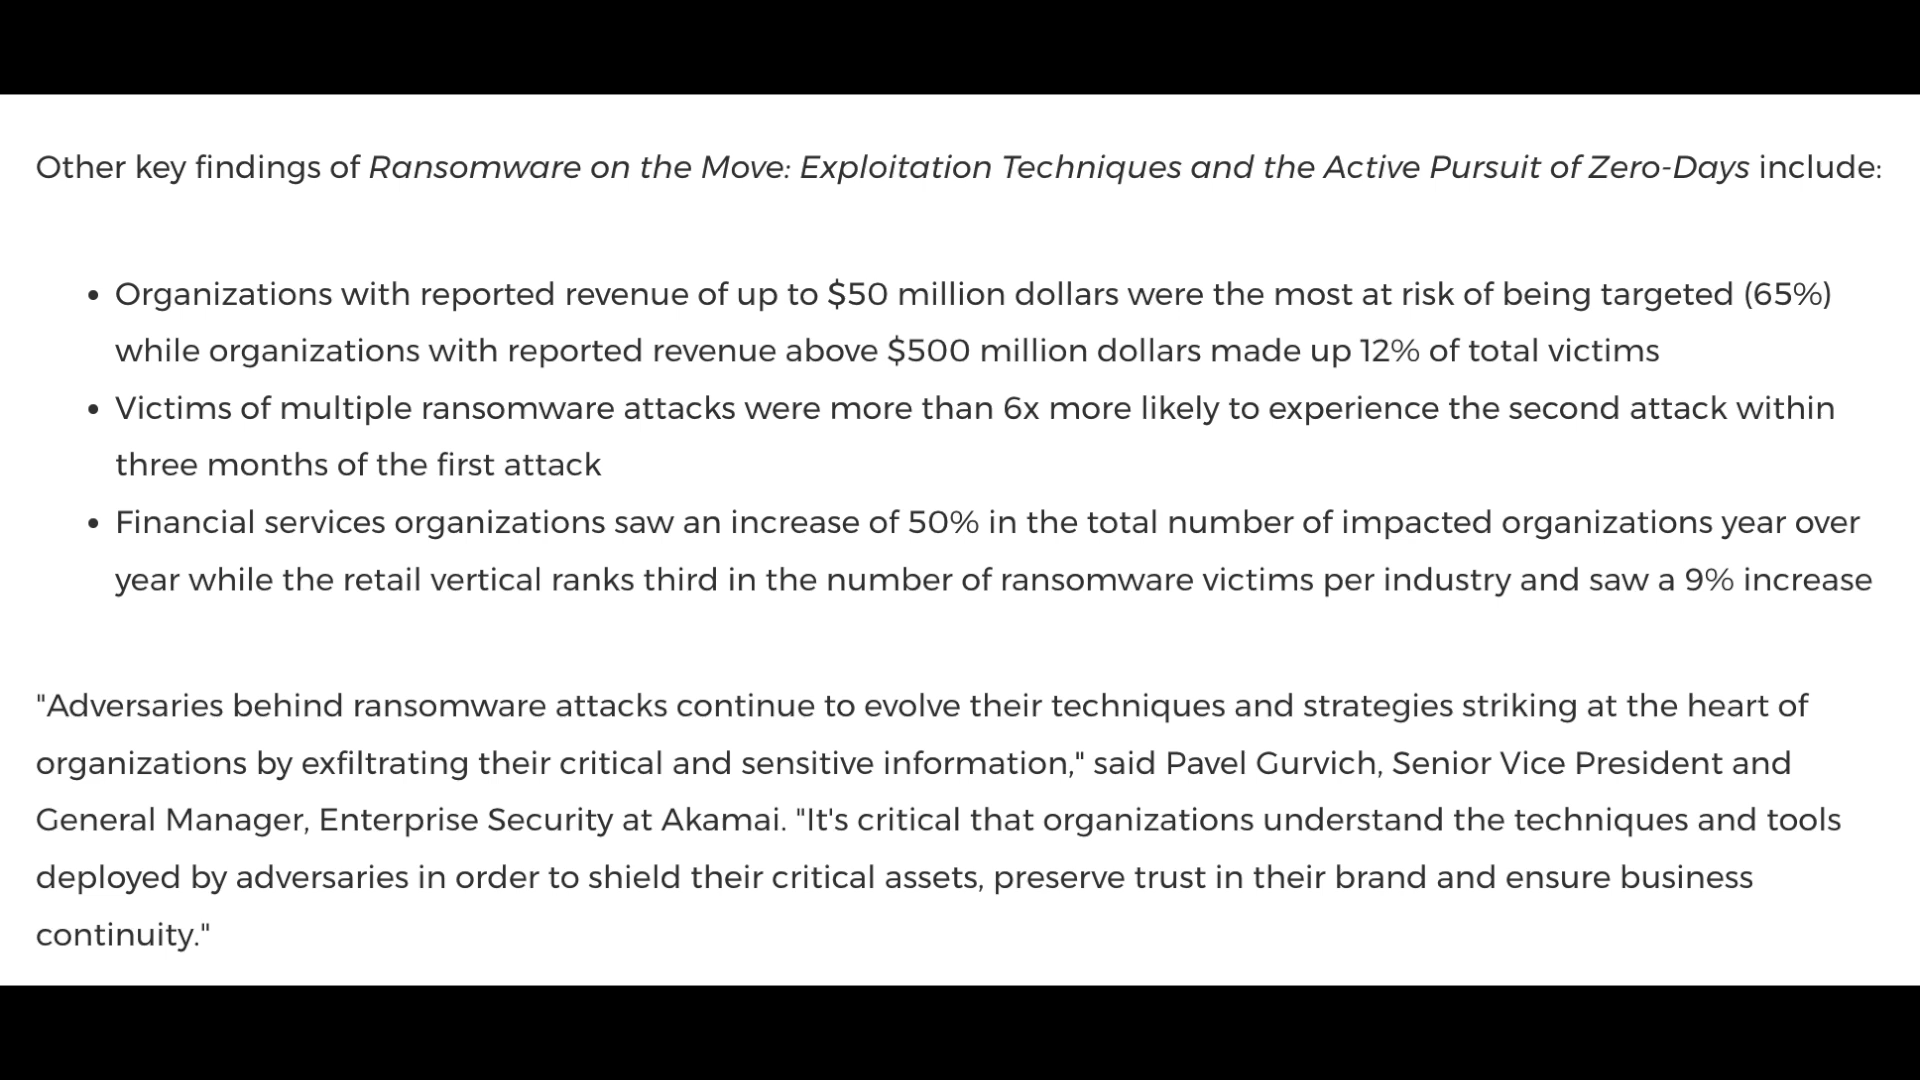 Other key findings of Ransomware on the Move: Exploitation Techniques and the Active Pursuit of Zero-Days include:
• Organizations with reported revenue of up to $50 million dollars were the most at risk of being targeted (65%)
while organizations with reported revenue above $500 million dollars made up 12% of total victims
• Victims of multiple ransomware attacks were more than 6x more likely to experience the second attack within
three months of the first attack
• Financial services organizations saw an increase of 50% in the total number of impacted organizations year over
year while the retail vertical ranks third in the number of ransomware victims per industry and saw a 9% increase
"Adversaries behind ransomware attacks continue to evolve their techniques and strategies striking at the heart of
organizations by exfiltrating their critical and sensitive information," said Pavel Gurvich, Senior Vice President and
General Manager, Enterprise Security at Akamai. "It's critical that organizations understand the techniques and tools
deployed by adversaries in order to shield their critical assets, preserve trust in their brand and ensure business
continuity."